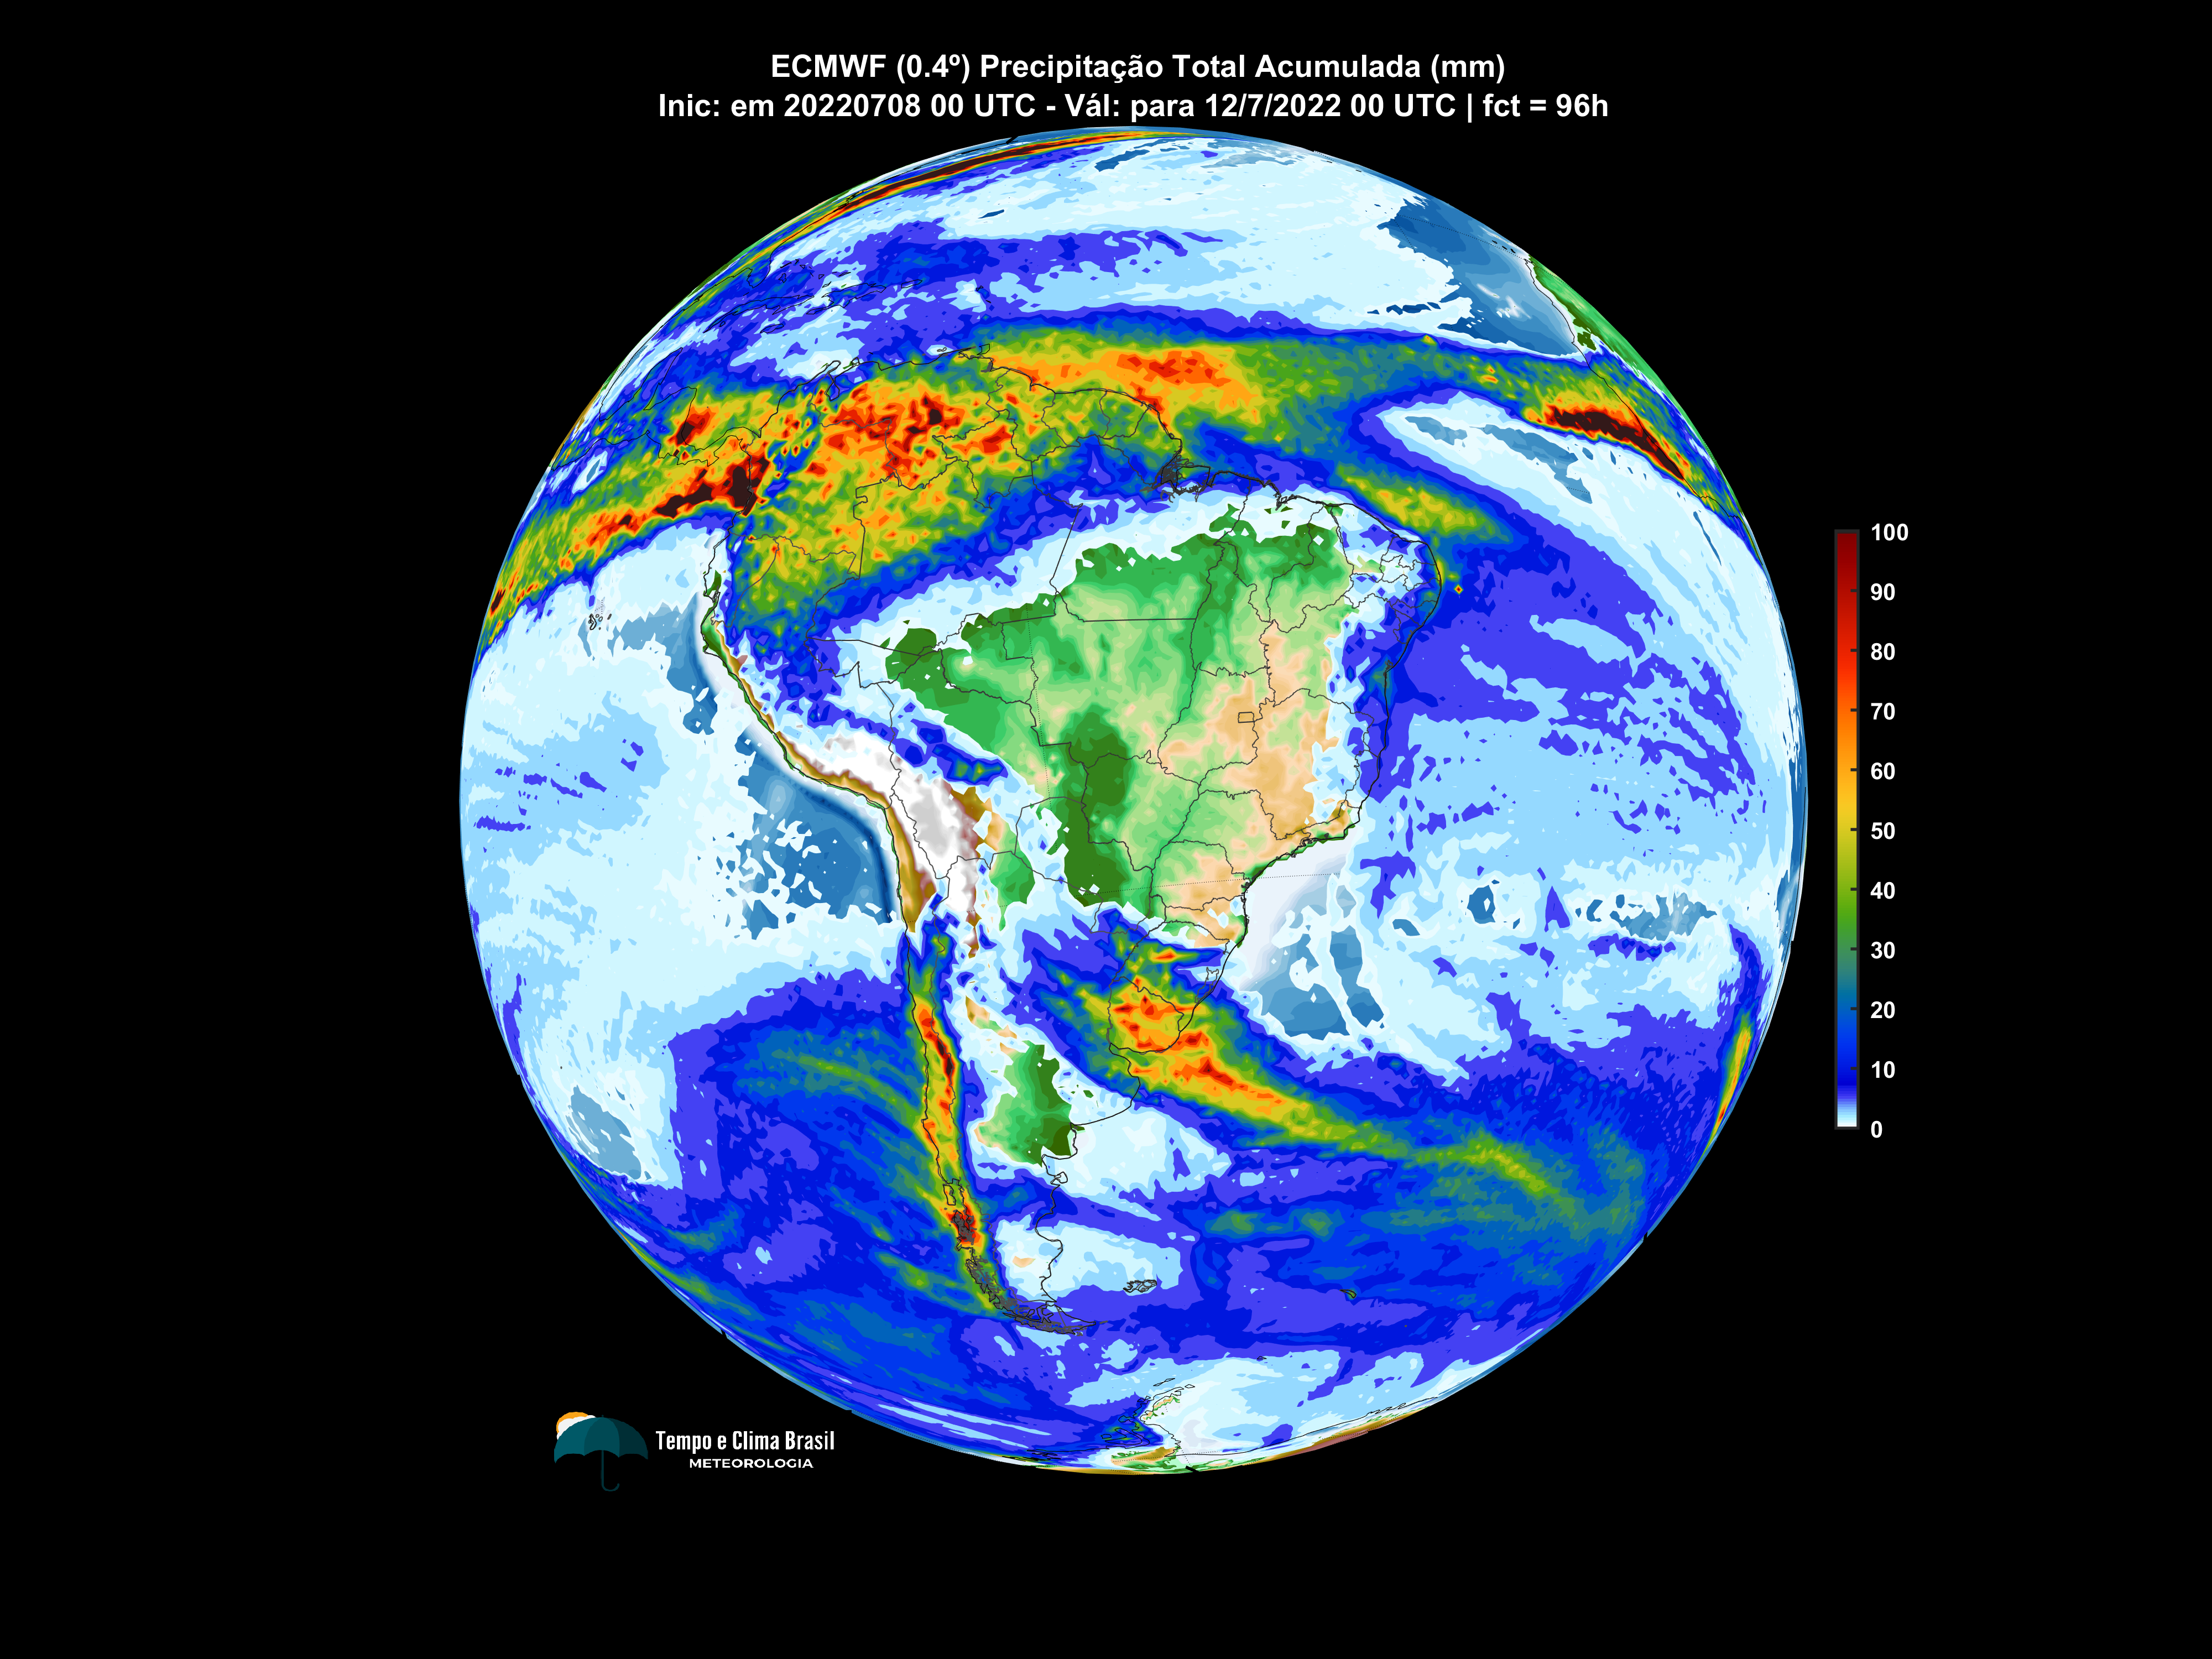 ECMWF (0.4º) Precipitação Total Acumulada (mm)
Inic: em 20220708 00 UTC - Vál: para 12/7/2022 00 UTC | fct = 96h
100
90
80
70
60
50
40
30
20
10
0
Tempo e Clima Brasil
METEOROLOGIA